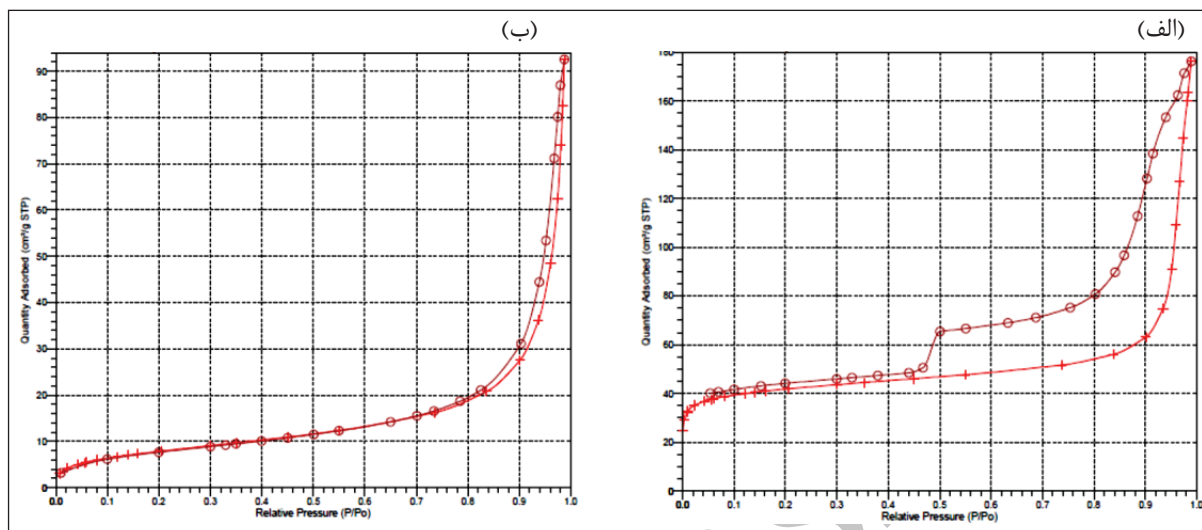 (ب)
(الف)
Quantity Adsorbed (cm³/g STP)
90
80
70
60
50
40
30
20
10
0
0.0 0.1 0.2 0.3 0.4 0.5 0.6 0.7 0.8 0.9 1.0
Relative Pressure (P/Po)
Quantity Adsorbed (cm³/g STP)
180
160
140
120
100
80
60
40
20
0
0.0 0.1 0.2 0.3 0.4 0.5 0.6 0.7 0.8 0.9 1.0
Relative Pressure (P/Po)